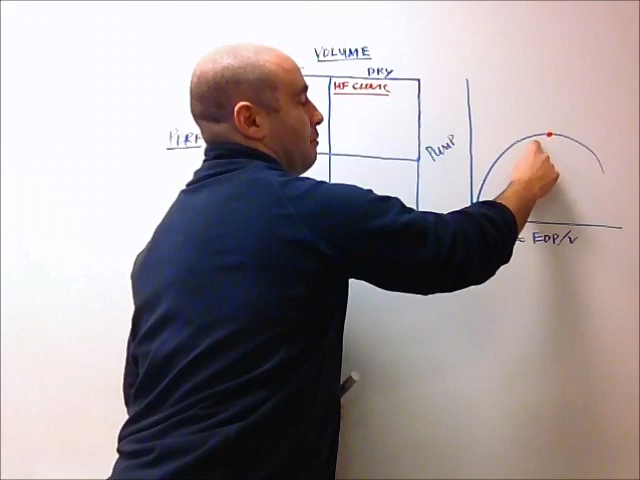 VOLUME
DRY
HF CLINIC
PERF
PUMP
∝ EDP/V